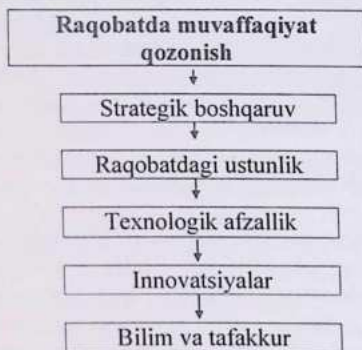 Raqobatda muvaffaqiyat
qozonish
Strategik boshqaruv
Raqobatdagi ustunlik
Texnologik afzallik
Innovatsiyalar
Bilim va tafakkur